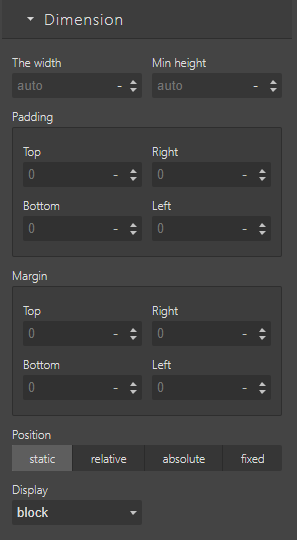 Dimension
The width Min height
auto - auto -
Padding
Top Right
0 - 0 -
Bottom Left
0 - 0 -
Margin
Top Right
0 - 0 -
Bottom Left
0 - 0 -
Position
static relative absolute fixed
Display
block